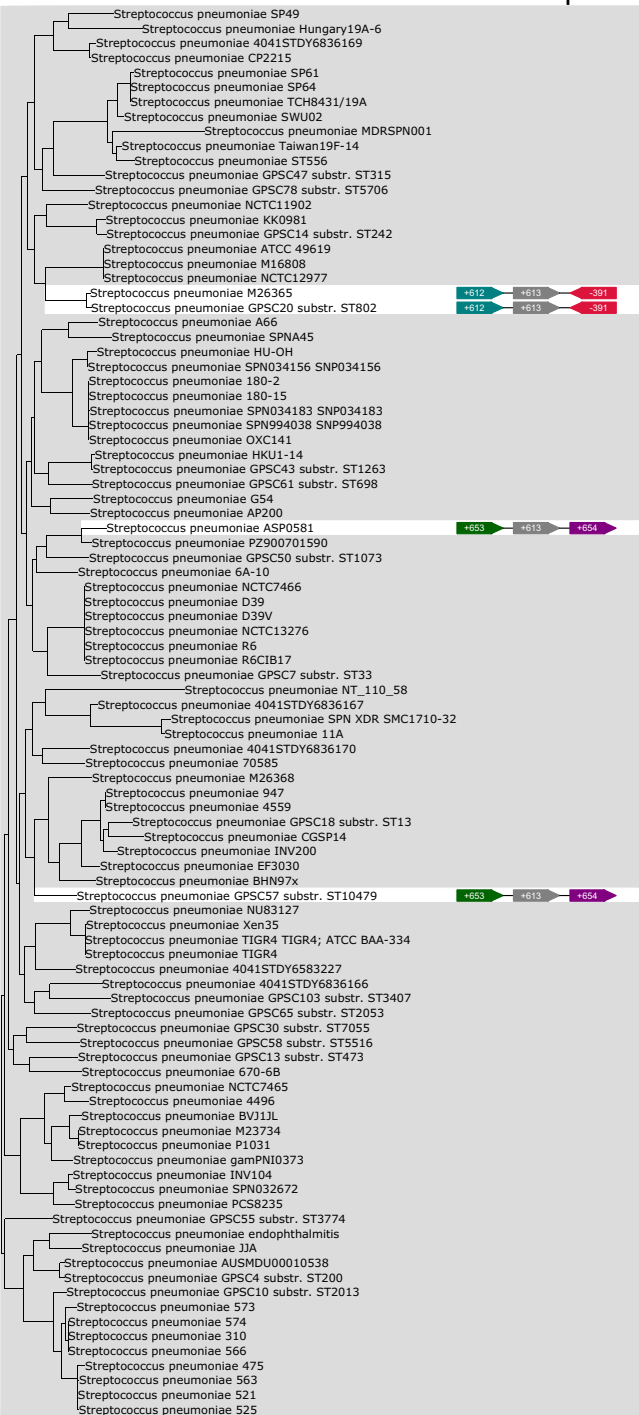 Streptococcus pneumoniae SP49
Streptococcus pneumoniae Hungary19A-6
Streptococcus pneumoniae 4041STDY6836169
Streptococcus pneumoniae CP2215
Streptococcus pneumoniae SP61
Streptococcus pneumoniae SP64
Streptococcus pneumoniae TCH8431/19A
Streptococcus pneumoniae SWU02
Streptococcus pneumoniae MDRSPN001
Streptococcus pneumoniae Taiwan19F-14
Streptococcus pneumoniae ST556
Streptococcus pneumoniae GPSC47 substr. ST315
Streptococcus pneumoniae GPSC78 substr. ST5706
Streptococcus pneumoniae NCTC11902
Streptococcus pneumoniae KK0981
Streptococcus pneumoniae GPSC14 substr. ST242
Streptococcus pneumoniae ATCC 49619
Streptococcus pneumoniae M16808
Streptococcus pneumoniae NCTC12977
Streptococcus pneumoniae M26365 +612 +613 -391
Streptococcus pneumoniae GPSC20 substr. ST802 +612 +613 -391
Streptococcus pneumoniae A66
Streptococcus pneumoniae SPNA45
Streptococcus pneumoniae HU-OH
Streptococcus pneumoniae SPN034156 SNP034156
Streptococcus pneumoniae 180-2
Streptococcus pneumoniae 180-15
Streptococcus pneumoniae SPN034183 SNP034183
Streptococcus pneumoniae SPN994038 SNP994038
Streptococcus pneumoniae OXC141
Streptococcus pneumoniae HKU1-14
Streptococcus pneumoniae GPSC43 substr. ST1263
Streptococcus pneumoniae GPSC61 substr. ST698
Streptococcus pneumoniae G54
Streptococcus pneumoniae AP200
Streptococcus pneumoniae ASP0581 +653 +613 +654
Streptococcus pneumoniae PZ900701590
Streptococcus pneumoniae GPSC50 substr. ST1073
Streptococcus pneumoniae 6A-10
Streptococcus pneumoniae NCTC7466
Streptococcus pneumoniae D39
Streptococcus pneumoniae D39V
Streptococcus pneumoniae NCTC13276
Streptococcus pneumoniae R6
Streptococcus pneumoniae R6CIB17
Streptococcus pneumoniae GPSC7 substr. ST33
Streptococcus pneumoniae NT_110_58
Streptococcus pneumoniae 4041STDY6836167
Streptococcus pneumoniae SPN XDR SMC1710-32
Streptococcus pneumoniae 11A
Streptococcus pneumoniae 4041STDY6836170
Streptococcus pneumoniae 70585
Streptococcus pneumoniae M26368
Streptococcus pneumoniae 947
Streptococcus pneumoniae 4559
Streptococcus pneumoniae GPSC18 substr. ST13
Streptococcus pneumoniae CGSP14
Streptococcus pneumoniae INV200
Streptococcus pneumoniae EF3030
Streptococcus pneumoniae BHN97x
Streptococcus pneumoniae GPSC57 substr. ST10479 +653 +613 +654
Streptococcus pneumoniae NU83127
Streptococcus pneumoniae Xen35
Streptococcus pneumoniae TIGR4 TIGR4; ATCC BAA-334
Streptococcus pneumoniae TIGR4
Streptococcus pneumoniae 4041STDY6583227
Streptococcus pneumoniae 4041STDY6836166
Streptococcus pneumoniae GPSC103 substr. ST3407
Streptococcus pneumoniae GPSC65 substr. ST2053
Streptococcus pneumoniae GPSC30 substr. ST7055
Streptococcus pneumoniae GPSC58 substr. ST5516
Streptococcus pneumoniae GPSC13 substr. ST473
Streptococcus pneumoniae 670-6B
Streptococcus pneumoniae NCTC7465
Streptococcus pneumoniae 4496
Streptococcus pneumoniae BVJ1JL
Streptococcus pneumoniae M23734
Streptococcus pneumoniae P1031
Streptococcus pneumoniae gamPNI0373
Streptococcus pneumoniae INV104
Streptococcus pneumoniae SPN032672
Streptococcus pneumoniae PCS8235
Streptococcus pneumoniae GPSC55 substr. ST3774
Streptococcus pneumoniae endophthalmitis
Streptococcus pneumoniae JJA
Streptococcus pneumoniae AUSMDU00010538
Streptococcus pneumoniae GPSC4 substr. ST200
Streptococcus pneumoniae GPSC10 substr. ST2013
Streptococcus pneumoniae 573
Streptococcus pneumoniae 574
Streptococcus pneumoniae 310
Streptococcus pneumoniae 566
Streptococcus pneumoniae 475
Streptococcus pneumoniae 563
Streptococcus pneumoniae 521
Streptococcus pneumoniae 525